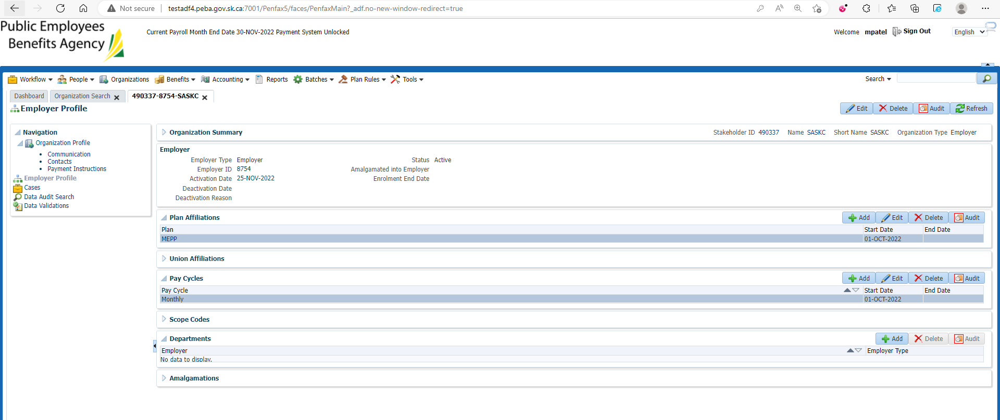 Not secure testadf4.peba.gov.sk.ca:7001/Penfax5/faces/PenfaxMain?_adf.no-new-window-redirect=true
Public Employees
Benefits Agency
Current Payroll Month End Date 30-NOV-2022 Payment System Unlocked
Welcome mpatel Sign Out English
Workflow People Organizations Benefits Accounting Reports Batches Plan Rules Tools Search
Dashboard Organization Search 490337-8754-SASKC
Employer Profile Edit Delete Audit Refresh
Navigation
Organization Profile
Communication
Contacts
Payment Instructions
Employer Profile
Cases
Data Audit Search
Data Validations
Organization Summary Stakeholder ID 490337 Name SASKC Short Name SASKC Organization Type Employer
Employer
Employer Type Employer Status Active
Employer ID 8754 Amalgamated into Employer
Activation Date 25-NOV-2022 Enrolment End Date
Deactivation Date
Deactivation Reason
Plan Affiliations Add Edit Delete Audit
Plan Start Date End Date
MEPP 01-OCT-2022
Union Affiliations
Pay Cycles Add Edit Delete Audit
Pay Cycle Start Date End Date
Monthly 01-OCT-2022
Scope Codes
Departments Add Delete Audit
Employer Employer Type
No data to display.
Amalgamations